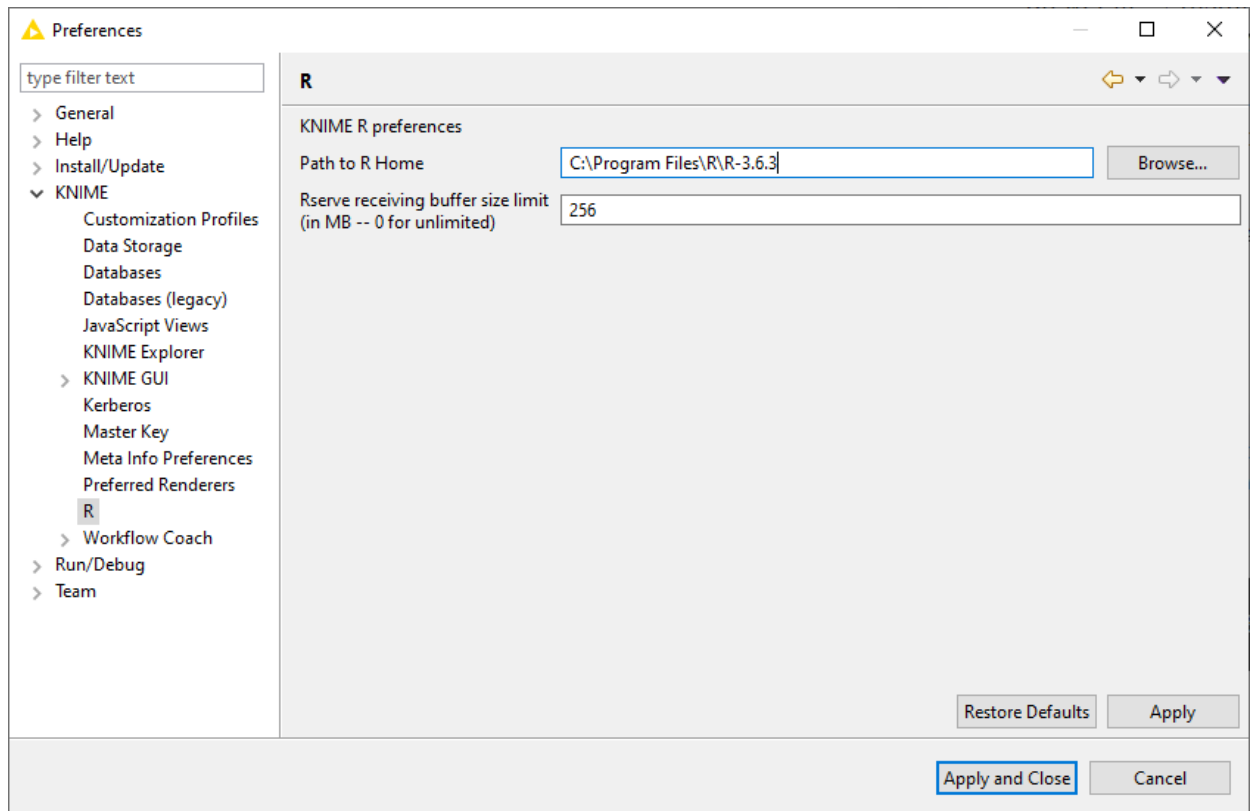 Preferences
type filter text
R
General
Help
Install/Update
KNIME
Customization Profiles
Data Storage
Databases
Databases (legacy)
JavaScript Views
KNIME Explorer
KNIME GUI
Kerberos
Master Key
Meta Info Preferences
Preferred Renderers
R
Workflow Coach
Run/Debug
Team
KNIME R preferences
Path to R Home
C:\Program Files\R\R-3.6.3
Browse...
Rserve receiving buffer size limit
(in MB -- 0 for unlimited)
256
Restore Defaults
Apply
Apply and Close
Cancel